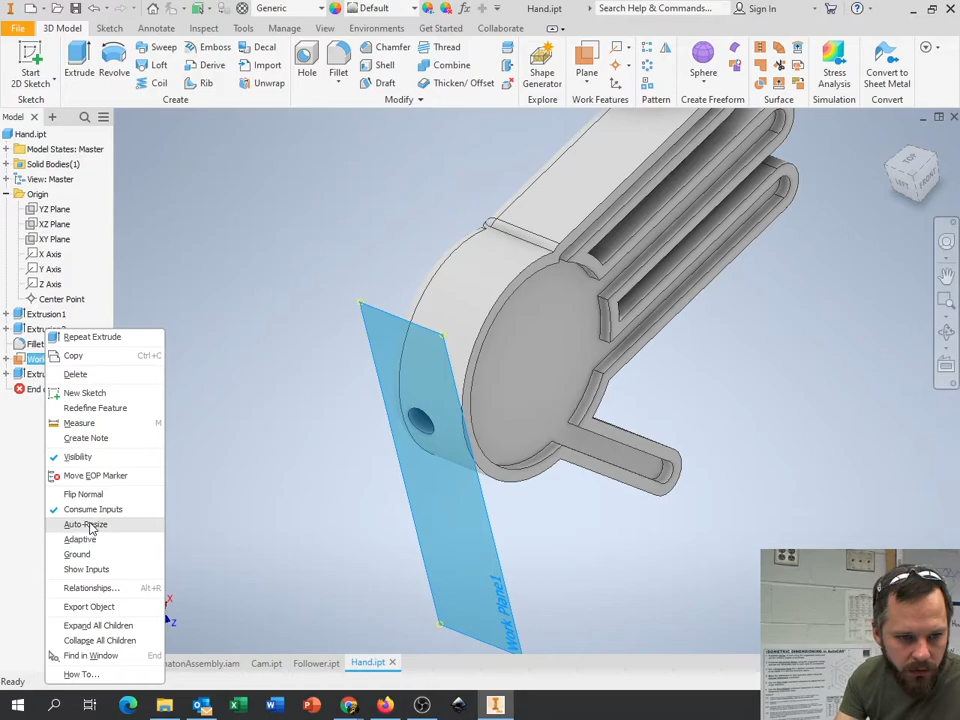 Generic
Default
Hand.ipt
Search Help & Commands...
Sign In
File
3D Model
Sketch
Annotate
Inspect
Tools
Manage
View
Environments
Get Started
Collaborate
Start
2D Sketch
Extrude
Revolve
Sweep
Emboss
Decal
Loft
Derive
Import
Coil
Rib
Unwrap
Hole
Fillet
Chamfer
Thread
Shell
Combine
Draft
Thicken/ Offset
Shape
Generator
Plane
Sphere
Stress
Analysis
Convert to
Sheet Metal
Sketch
Create
Modify
Explore
Work Features
Pattern
Create Freeform
Surface
Simulation
Convert
Model
Hand.ipt
Model States: Master
Solid Bodies(1)
View: Master
Origin
YZ Plane
XZ Plane
XY Plane
X Axis
Y Axis
Z Axis
Center Point
Extrusion1
Repeat Extrude
Copy Ctrl+C
Delete
New Sketch
Redefine Feature
Measure M
Create Note
Visibility
Move EOP Marker
Flip Normal
Consume Inputs
Auto-Resize
Adaptive
Ground
Show Inputs
Relationships... Alt+R
Export Object
Expand All Children
Collapse All Children
Find in Window End
How To...
TOP
LEFT
FRONT
Work Plane1
X
Z
Cam.ipt
Follower.ipt
Hand.ipt
Ready